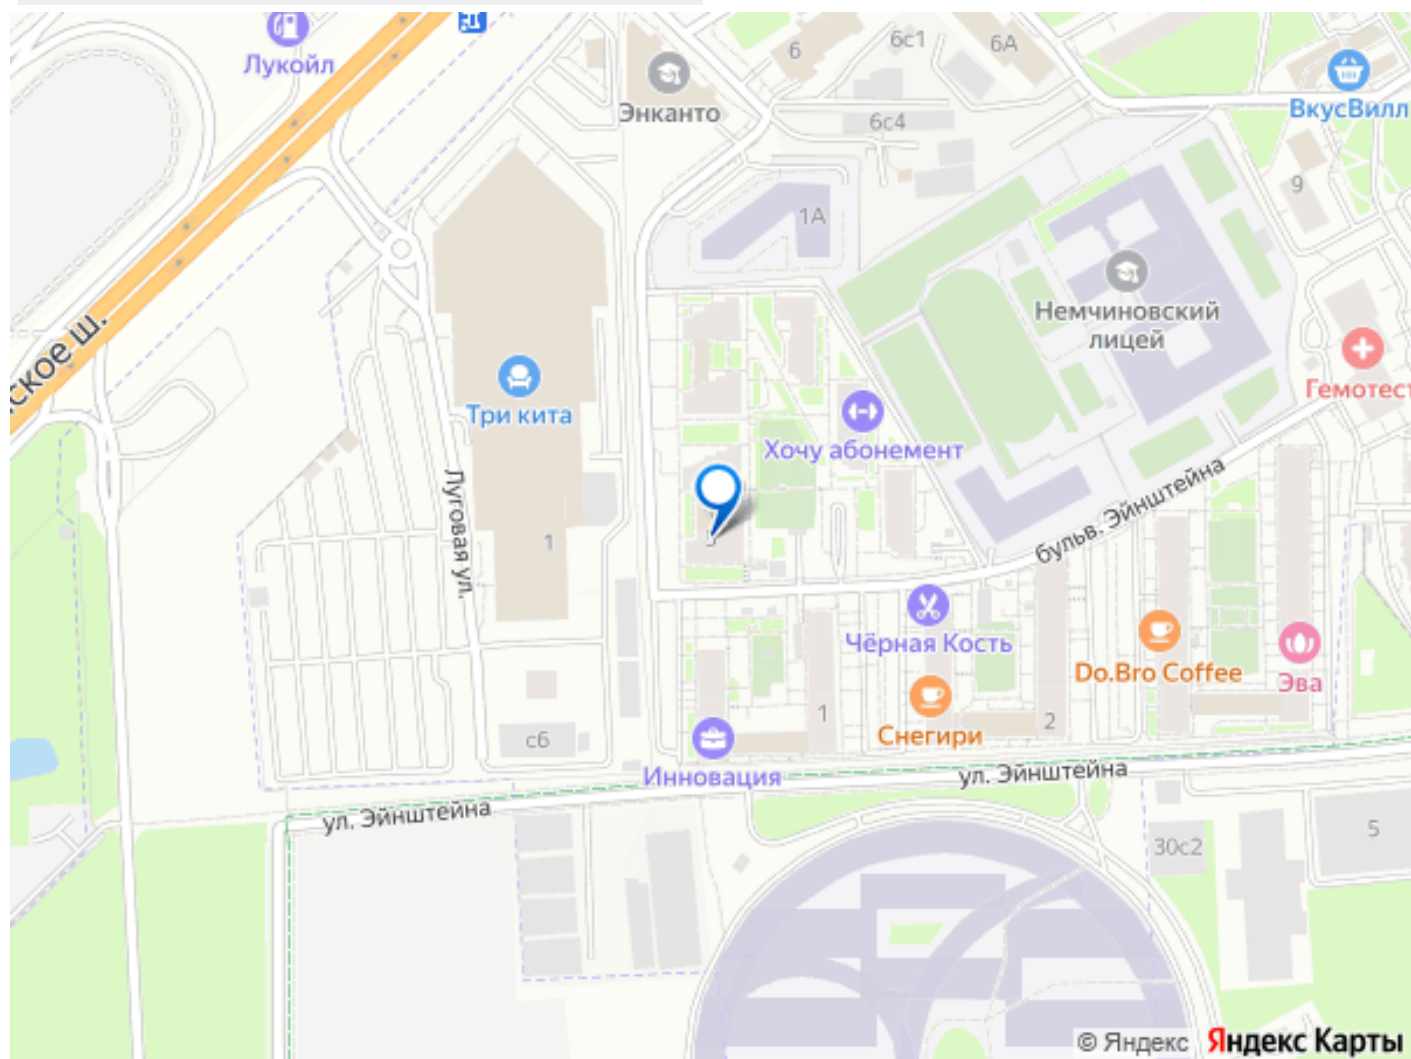 Лукойл
Энканто
6
6с1
6А
ВкусВилл
6с4
9
1А
Немчиновский
лицей
ское ш.
Три кита
Гемотест
Хочу абонемент
Луговая ул.
1
бульв. Эйнштейна
Чёрная Кость
Do.Bro Coffee
Эва
1
2
с6
Снегири
Инновация
ул. Эйнштейна
ул. Эйнштейна
5
30с2
© Яндекс Яндекс Карты